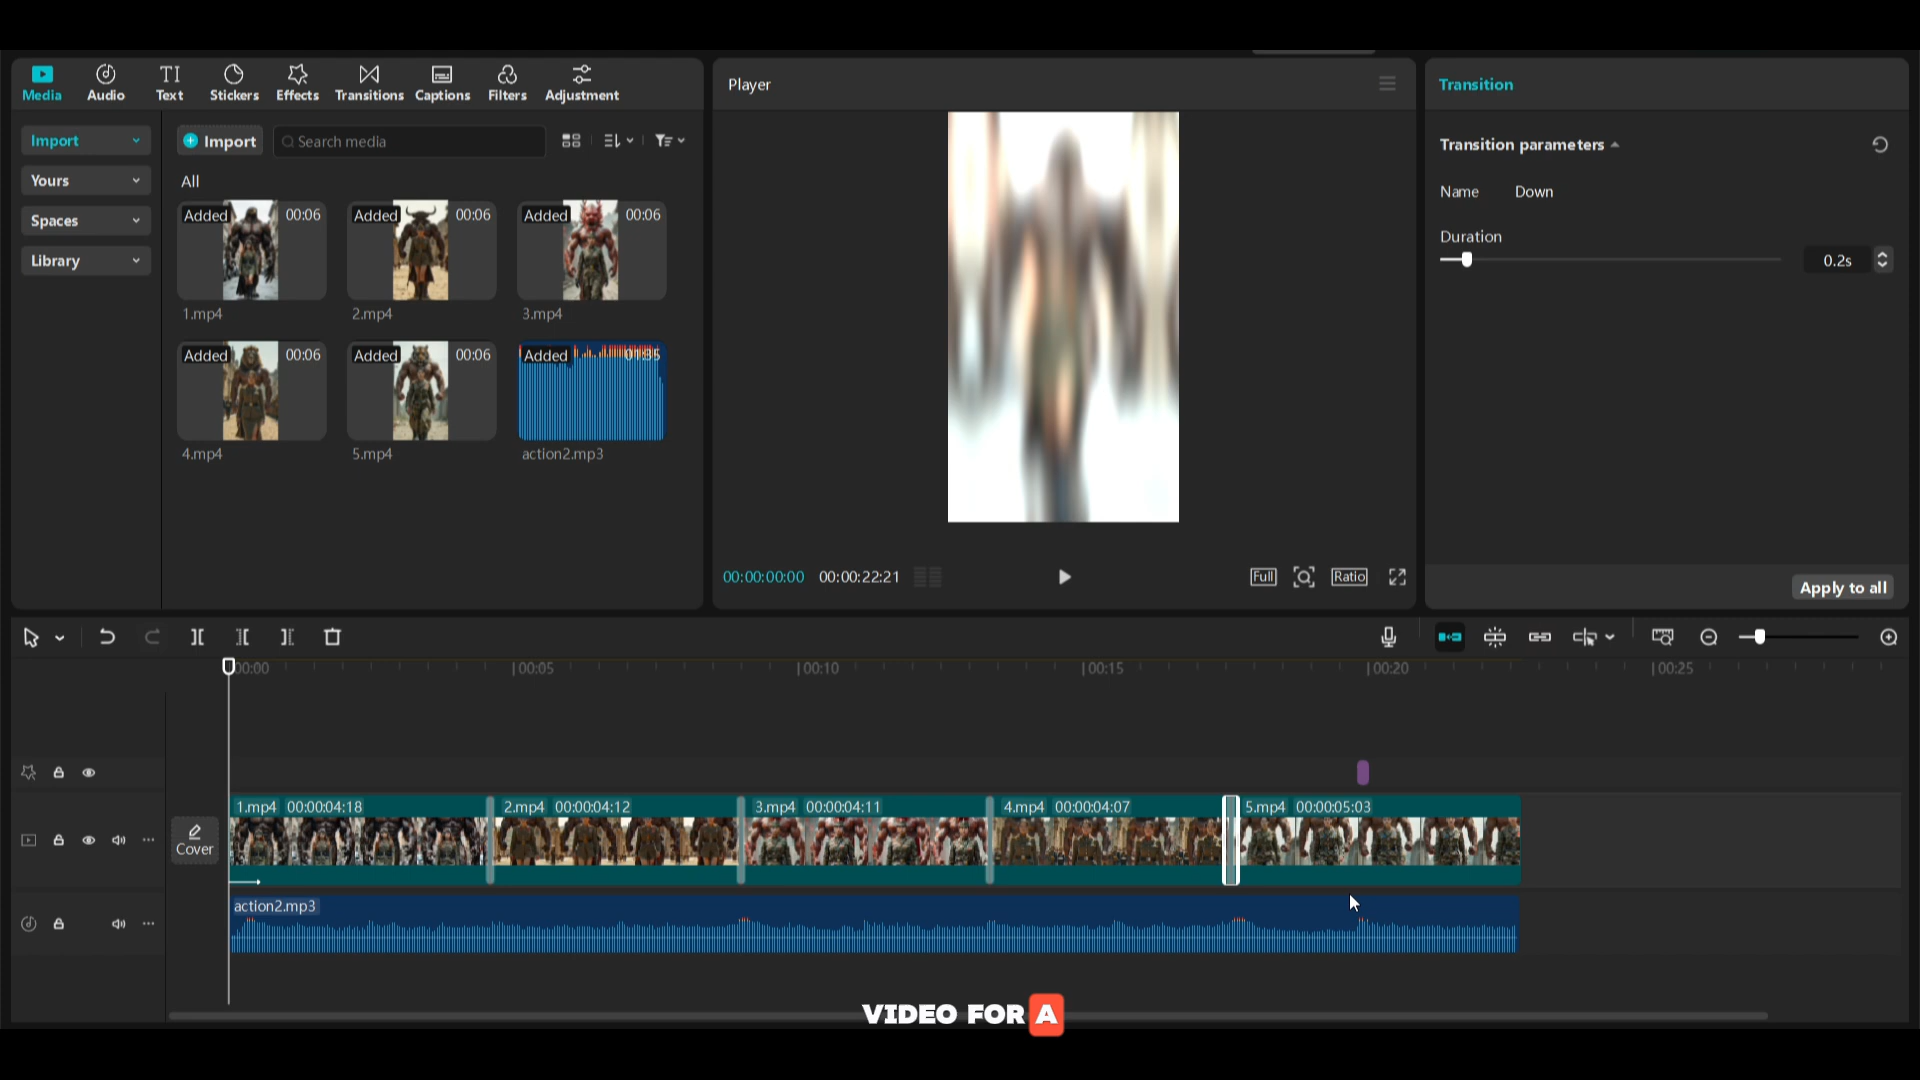 Media
Audio
TI
Text
Stickers
Effects
Transitions
Captions
Filters
Adjustment
Player
Transition
Import
Yours
Spaces
Library
Import
Search media
All
Added 00:06
Added 00:06
Added 00:06
1.mp4
2.mp4
3.mp4
Added 00:06
Added 00:06
Added 01:35
4.mp4
5.mp4
action2.mp3
Transition parameters
Name Down
Duration
0.2s
00:00:00:00 00:00:22:21
Full
Ratio
Apply to all
00:00
00:05
00:10
00:15
00:20
00:25
Cover
1.mp4 00:00:04:18
2.mp4 00:00:04:12
3.mp4 00:00:04:11
4.mp4 00:00:04:07
5.mp4 00:00:05:03
action2.mp3
VIDEO FOR A